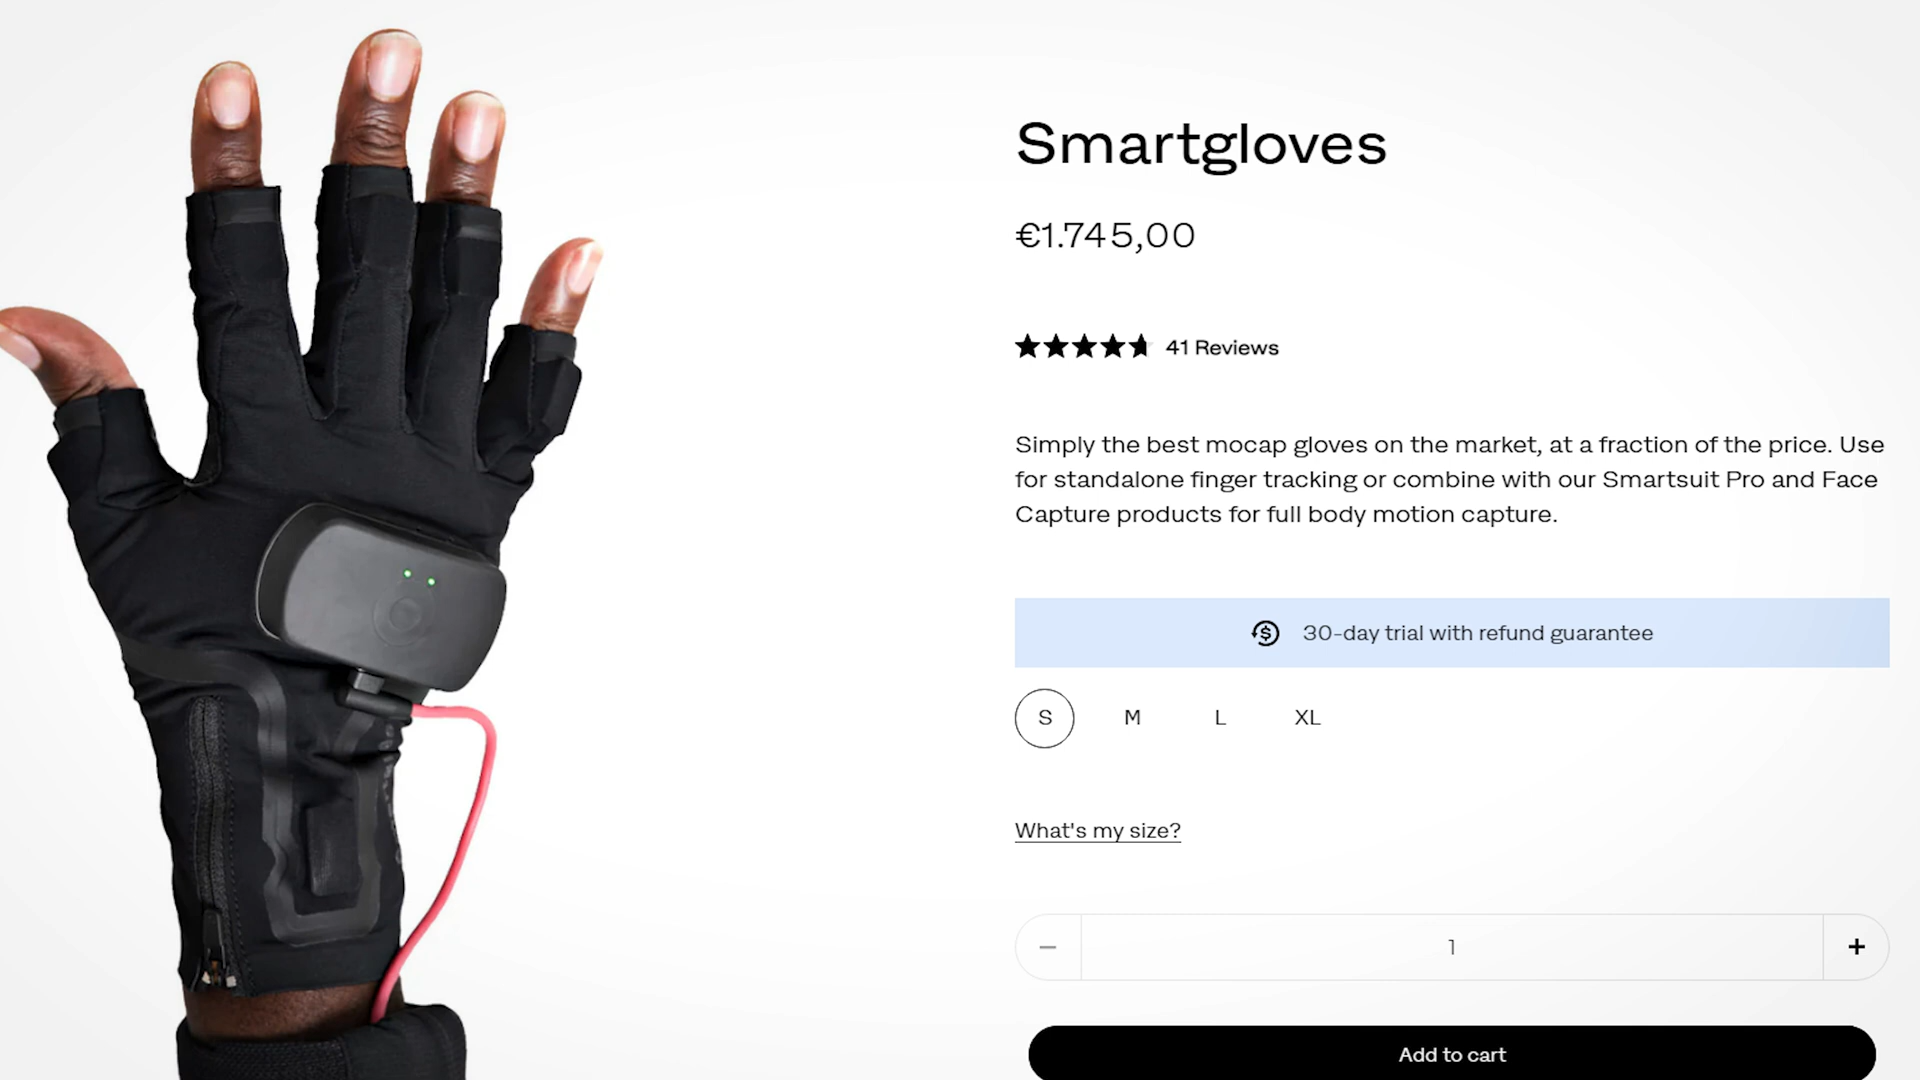 Smartgloves
€1.745,00
41 Reviews
Simply the best mocap gloves on the market, at a fraction of the price. Use
for standalone finger tracking or combine with our Smartsuit Pro and Face
Capture products for full body motion capture.
30-day trial with refund guarantee
S M L XL
What's my size?
− 1 +
Add to cart